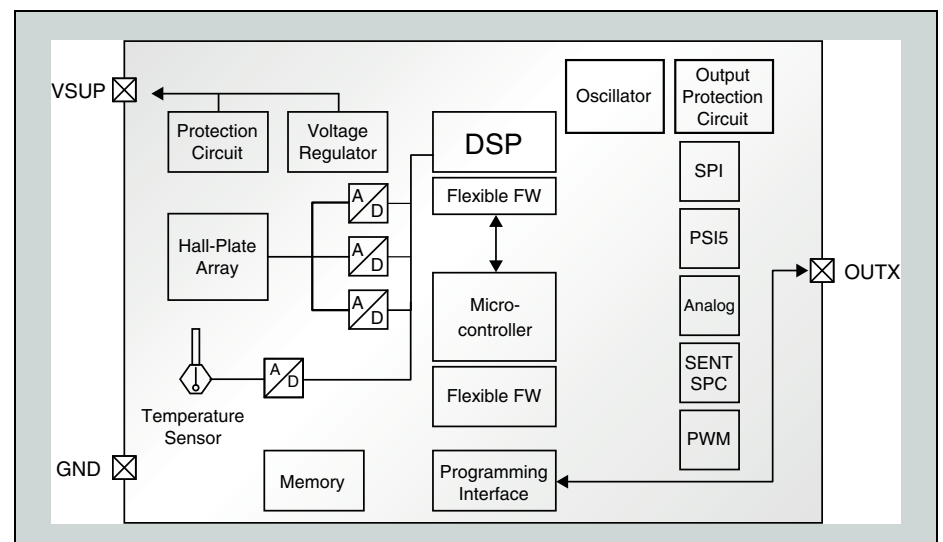 VSUP
Protection
Circuit
Voltage
Regulator
DSP
Oscillator
Output
Protection
Circuit
Flexible FW
SPI
A
D
Hall-Plate
Array
A
D
PSI5
OUTX
A
D
Micro-
controller
Analog
A
D
SENT
SPC
Temperature
Sensor
Flexible FW
PWM
GND
Memory
Programming
Interface